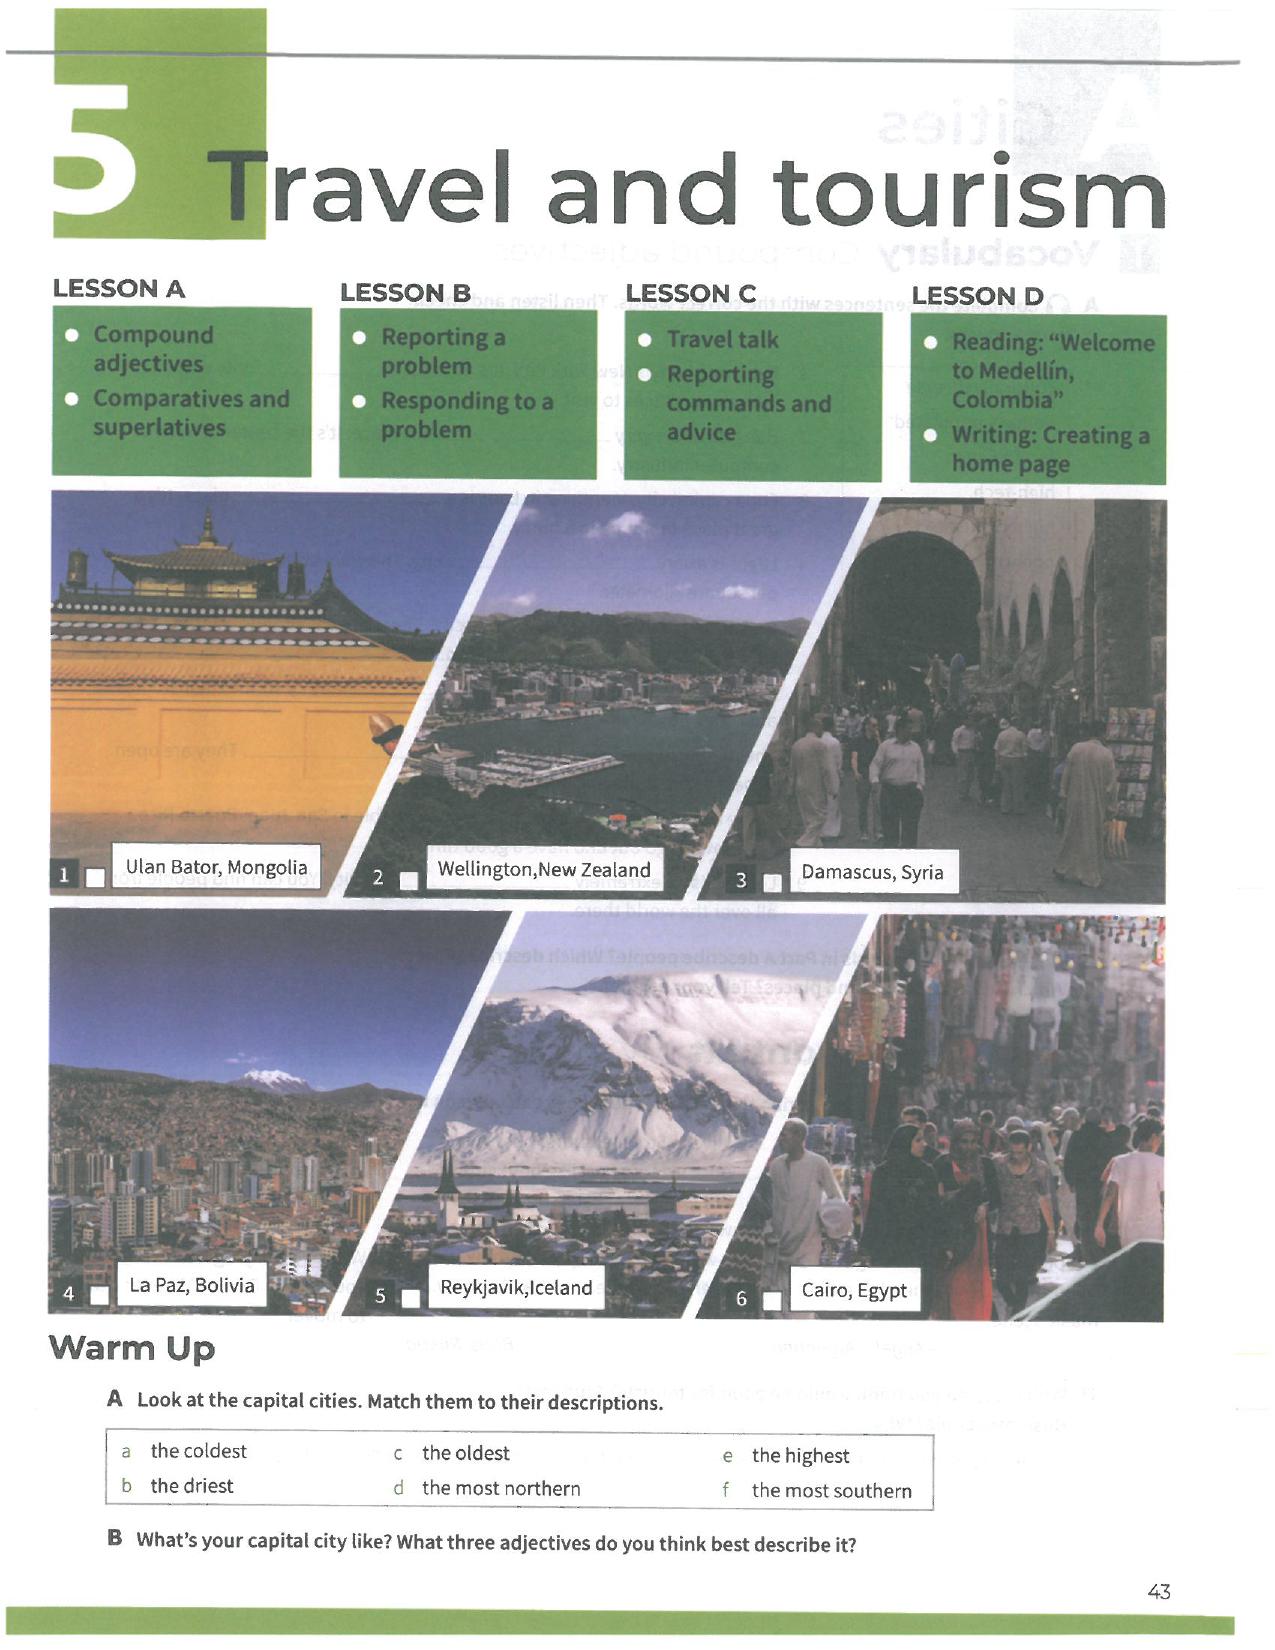 5
Travel and tourism
LESSON A
• Compound
adjectives
• Comparatives and
superlatives
LESSON B
• Reporting a
problem
• Responding to a
problem
LESSON C
• Travel talk
• Reporting
commands and
advice
LESSON D
• Reading: “Welcome
to Medellín,
Colombia”
• Writing: Creating a
home page
1 Ulan Bator, Mongolia
2 Wellington,New Zealand
3 Damascus, Syria
4 La Paz, Bolivia
5 Reykjavik,Iceland
6 Cairo, Egypt
Warm Up
A Look at the capital cities. Match them to their descriptions.
a the coldest c the oldest e the highest
b the driest d the most northern f the most southern
B What's your capital city like? What three adjectives do you think best describe it?
43